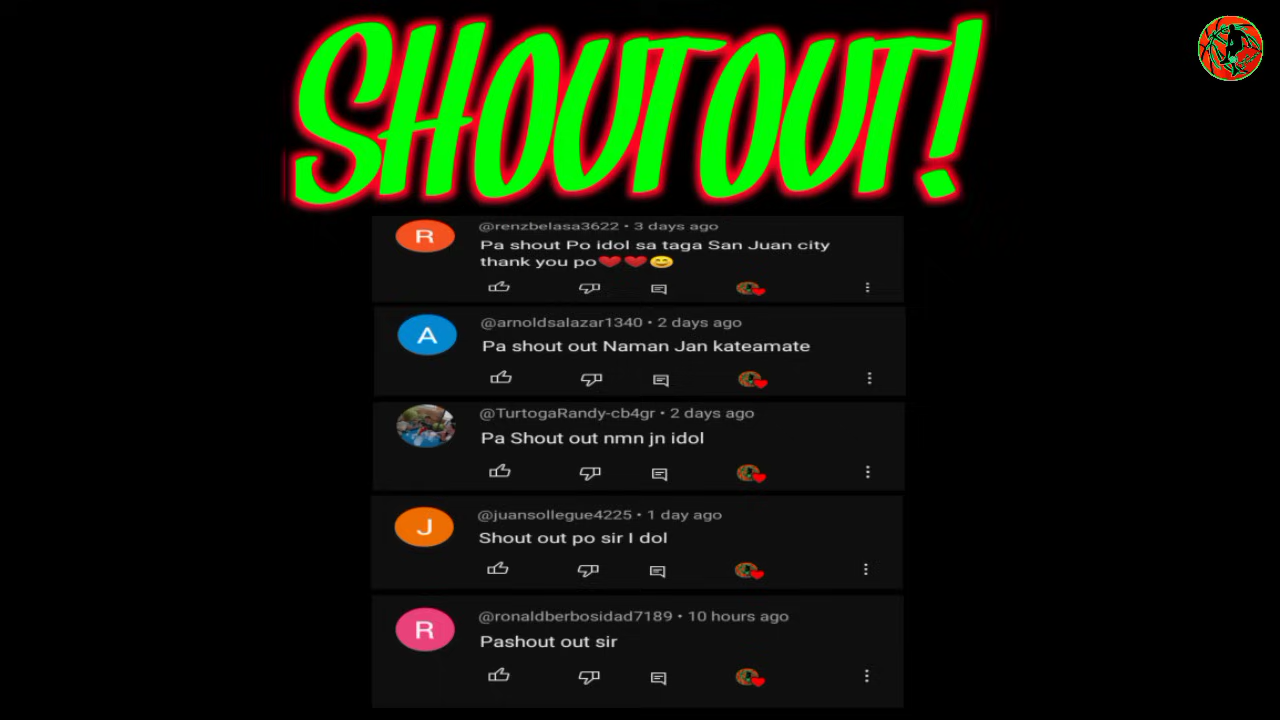 SHOUTOUT!
R
@renzbelasa3622 • 3 days ago
Pa shout Po idol sa taga San Juan city
thank you po❤️❤️😊
A
@arnoldsalazar1340 • 2 days ago
Pa shout out Naman Jan kateamate
@TurtogaRandy-cb4gr • 2 days ago
Pa Shout out nmn jn idol
J
@juansollegue4225 • 1 day ago
Shout out po sir I dol
R
@ronaldberbosidad7189 • 10 hours ago
Pashout out sir